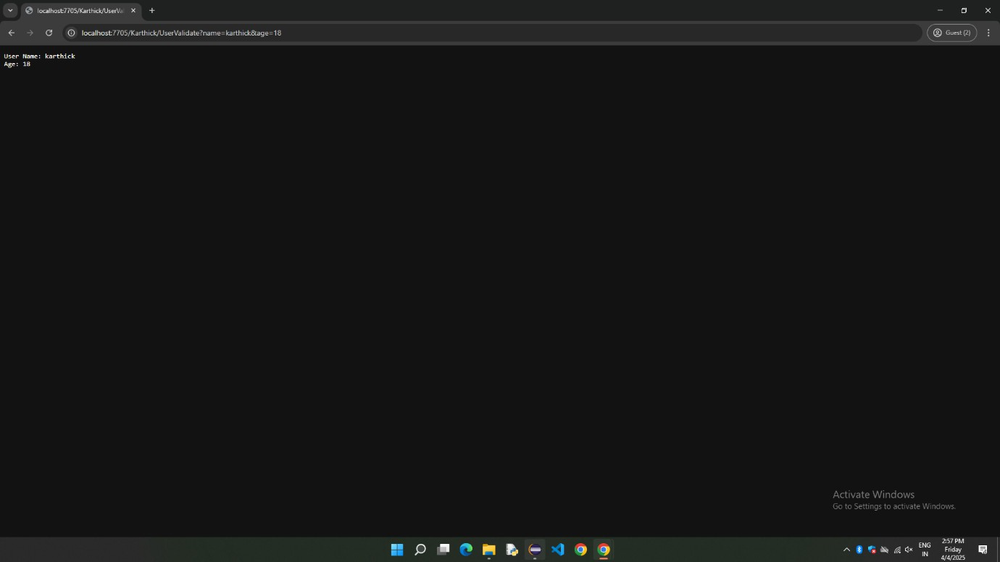 localhost:7705/Karthick/UserVali
localhost:7705/Karthick/UserValidate?name=karthick&age=18
Guest (2)
User Name: karthick
Age: 18
Activate Windows
Go to Settings to activate Windows.
ENG
IN
2:57 PM
Friday
4/4/2025